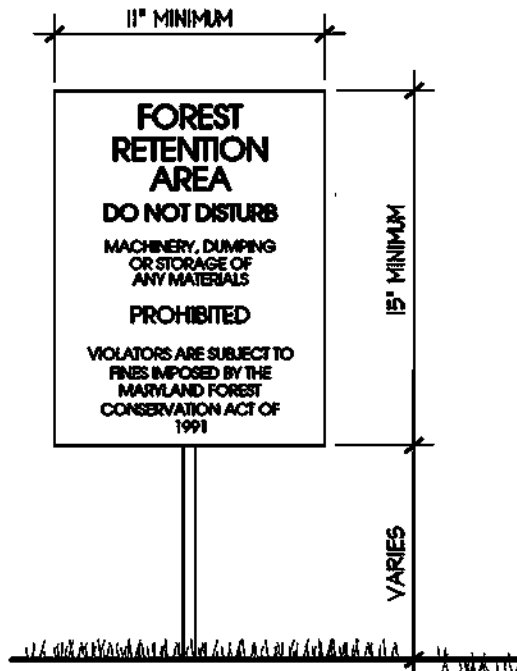 11" MINIMUM
FOREST
RETENTION
AREA
DO NOT DISTURB
MACHINERY, DUMPING
OR STORAGE OF
ANY MATERIALS
PROHIBITED
VIOLATORS ARE SUBJECT TO
FINES IMPOSED BY THE
MARYLAND FOREST
CONSERVATION ACT OF
1991
15" MINIMUM
VARIES